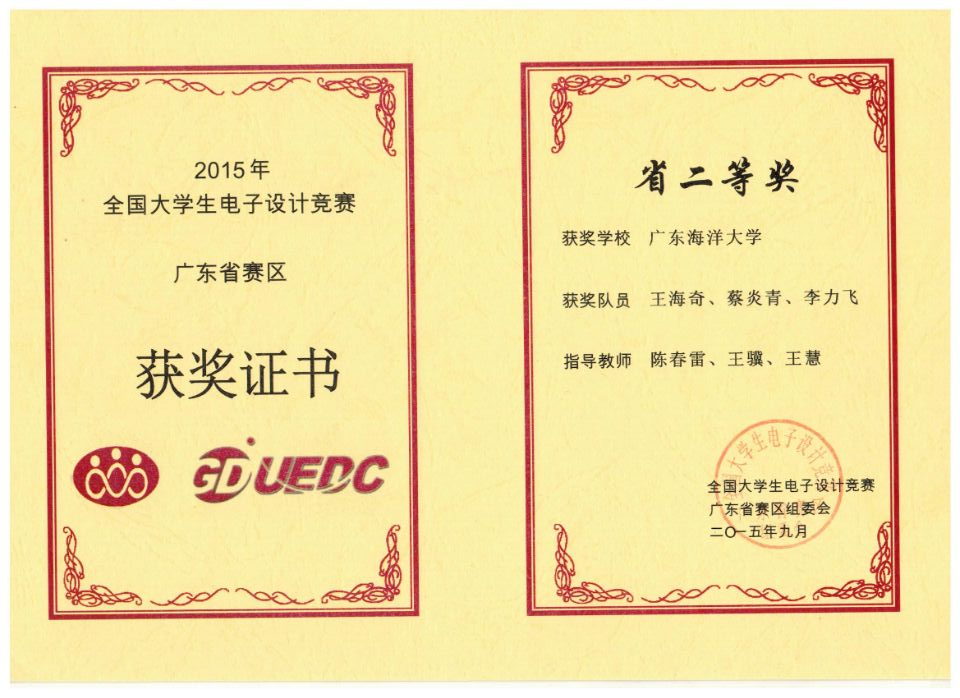 2015年
全国大学生电子设计竞赛
广东省赛区
获奖证书
GDUEDC
省二等奖
获奖学校 广东海洋大学
获奖队员 王海奇、蔡炎青、李力飞
指导教师 陈春雷、王骥、王慧
全国大学生电子设计竞赛
全国大学生电子设计竞赛
广东省赛区组委会
二〇一五年九月